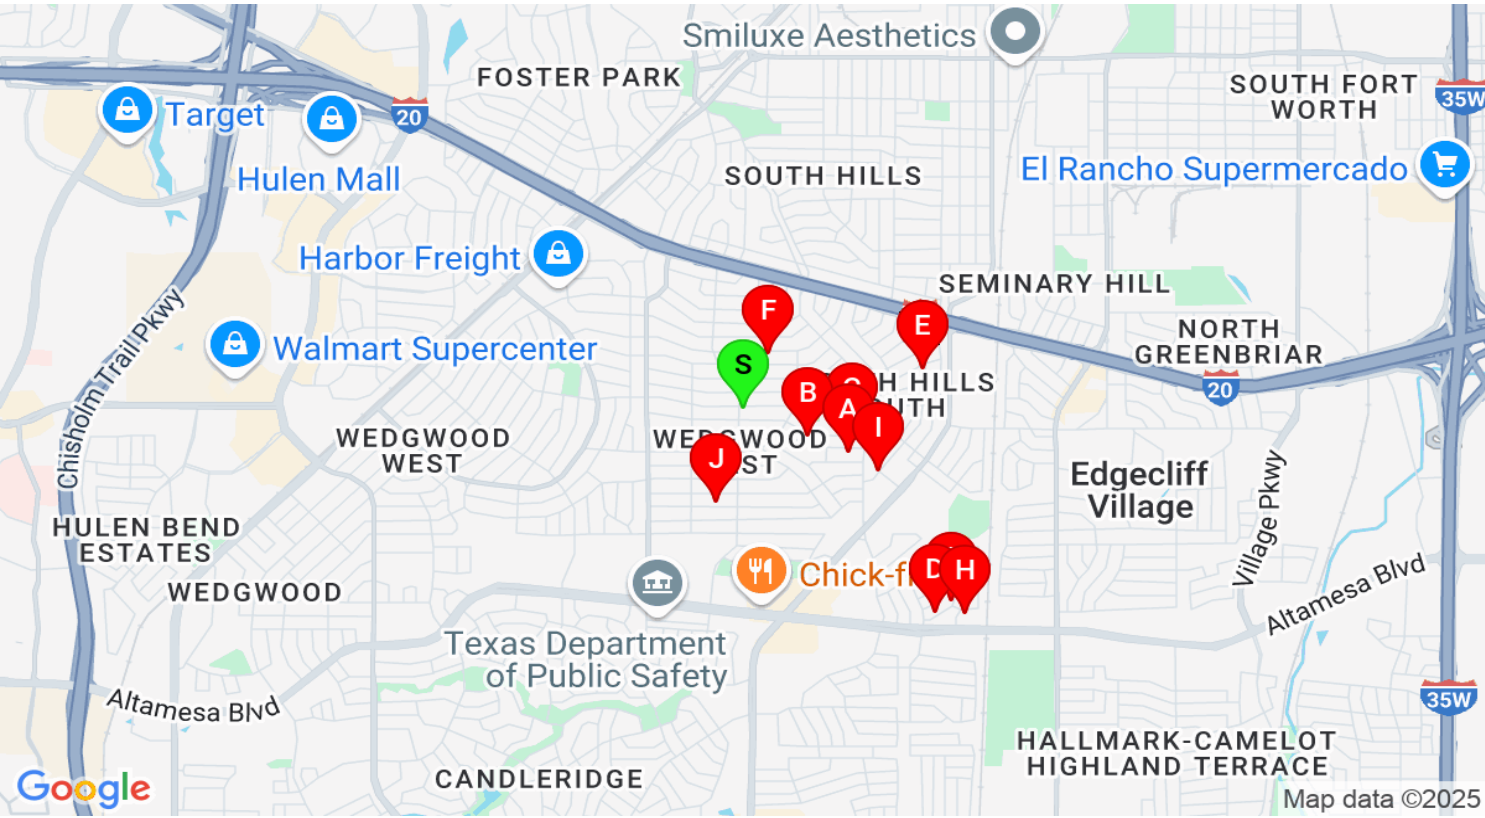 Smiluxe Aesthetics
FOSTER PARK
SOUTH FORT
WORTH
35W
Target
20
Hulen Mall
SOUTH HILLS
El Rancho Supermercado
Harbor Freight
SEMINARY HILL
Chisholm Trail Pkwy
F
E
NORTH
GREENBRIAR
Walmart Supercenter
S
20
B
A
I
WEDGWOOD
WEST
WEDGWOOD
J
Edgecliff
Village
Village Pkwy
HULEN BEND
ESTATES
WEDGWOOD
D
H
Altamesa Blvd
Texas Department
of Public Safety
Altamesa Blvd
35W
HALLMARK-CAMELOT
HIGHLAND TERRACE
CANDLERIDGE
Google
Map data ©2025